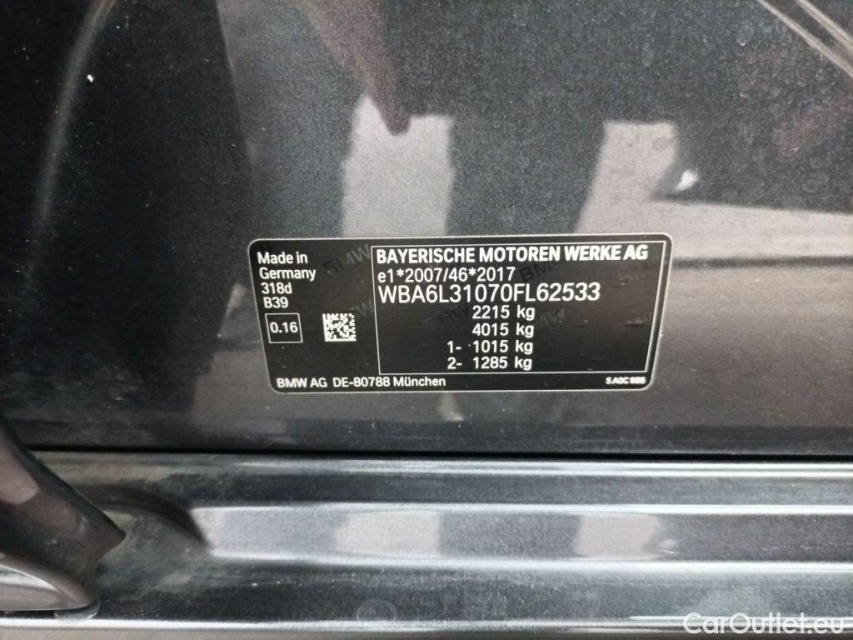 Made in
Germany
318d
B39
0.16
BAYERISCHE MOTOREN WERKE AG
e1*2007/46*2017
WBA6L31070FL62533
2215 kg
4015 kg
1- 1015 kg
2- 1285 kg
BMW AG DE-80788 München
CarOutlet.eu